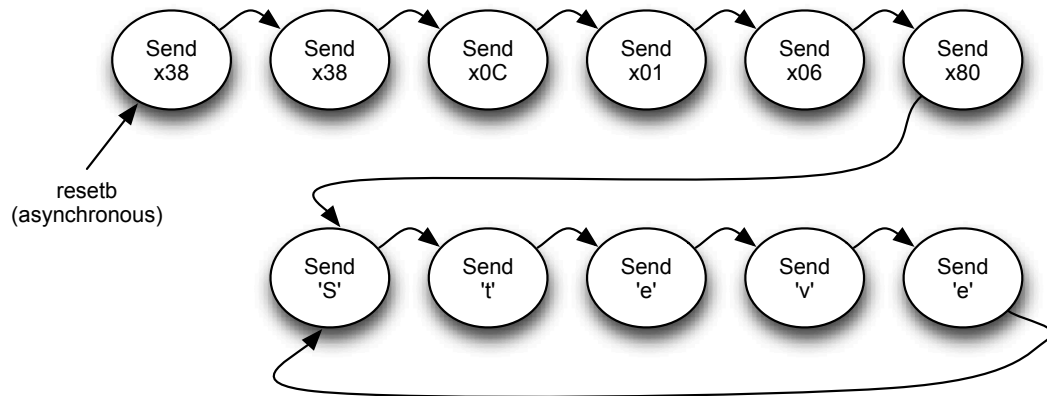 Send
x38
Send
x38
Send
x0C
Send
x01
Send
x06
Send
x80
resetb
(asynchronous)
Send
'S'
Send
't'
Send
'e'
Send
'v'
Send
'e'